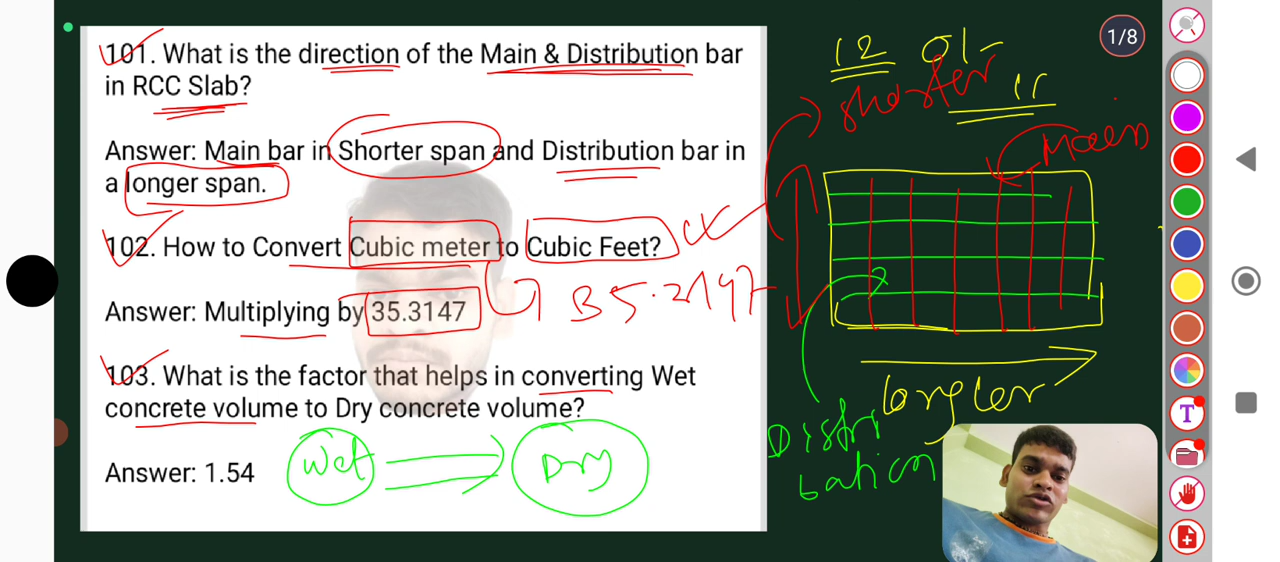 101. What is the direction of the Main & Distribution bar
in RCC Slab?
Answer: Main bar in Shorter span and Distribution bar in
a longer span.
102. How to Convert Cubic meter to Cubic Feet?
Answer: Multiplying by 35.3147
35.3147
103. What is the factor that helps in converting Wet
concrete volume to Dry concrete volume?
Answer: 1.54
Wet
Dry
1/8
12
shorter
Main
longer
Distri
bation
T